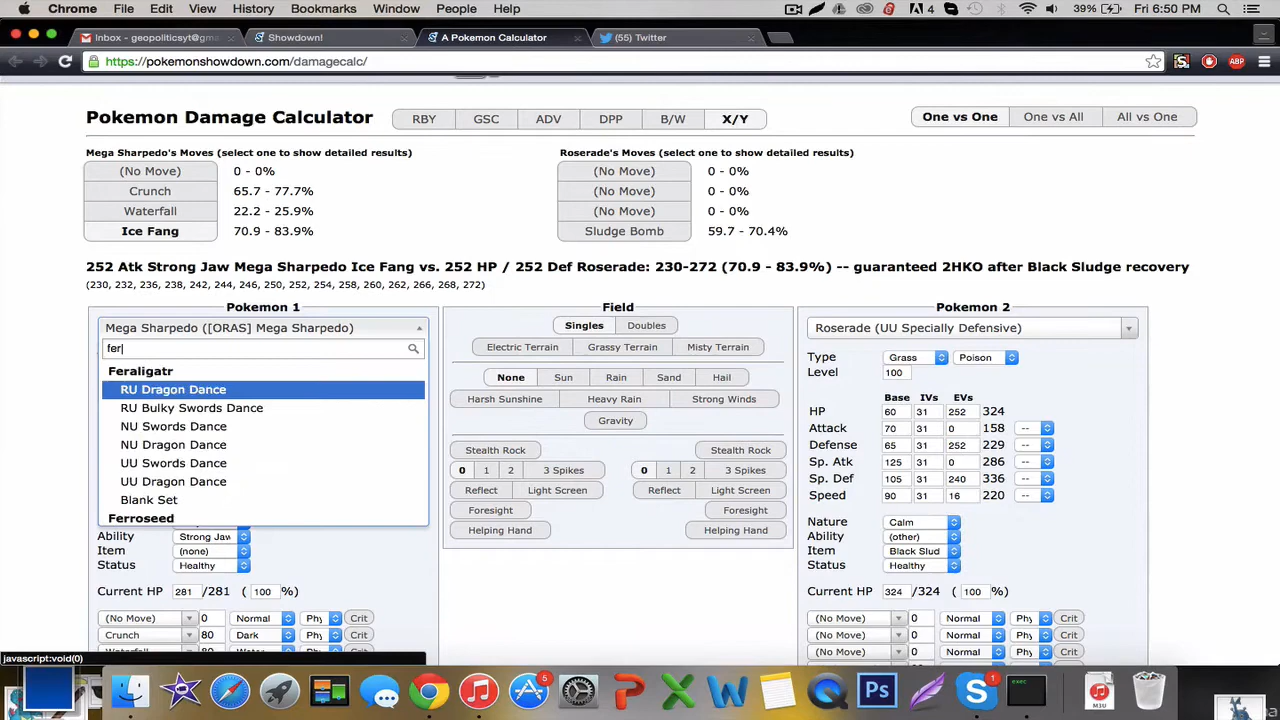 Chrome File Edit View History Bookmarks Window People Help 4 39% Fri 6:50 PM
Inbox - geopoliticsyt@gm Showdown! A Pokemon Calculator (55) Twitter
https://pokemonshowdown.com/damagecalc/ ABP
Pokemon Damage Calculator RBY GSC ADV DPP B/W X/Y One vs One One vs All All vs One
Mega Sharpedo's Moves (select one to show detailed results) Roserade's Moves (select one to show detailed results)
(No Move) 0 - 0% (No Move) 0 - 0%
Crunch 65.7 - 77.7% (No Move) 0 - 0%
Waterfall 22.2 - 25.9% (No Move) 0 - 0%
Ice Fang 70.9 - 83.9% Sludge Bomb 59.7 - 70.4%
252 Atk Strong Jaw Mega Sharpedo Ice Fang vs. 252 HP / 252 Def Roserade: 230-272 (70.9 - 83.9%) -- guaranteed 2HKO after Black Sludge recovery
(230, 232, 236, 238, 242, 244, 246, 250, 252, 254, 258, 260, 262, 266, 268, 272)
Pokemon 1 Field Pokemon 2
Mega Sharpedo ([ORAS] Mega Sharpedo) Singles Doubles Roserade (UU Specially Defensive)
fer Electric Terrain Grassy Terrain Misty Terrain Type Grass Poison
Feraligatr Level 100
RU Dragon Dance None Sun Rain Sand Hail Base IVs EVs
RU Bulky Swords Dance Harsh Sunshine Heavy Rain Strong Winds HP 60 31 252 324
NU Swords Dance Gravity Attack 70 31 0 158 --
NU Dragon Dance Stealth Rock Stealth Rock Defense 65 31 252 229 --
UU Swords Dance 0 1 2 3 Spikes 0 1 2 3 Spikes Sp. Atk 125 31 0 286 --
UU Dragon Dance Reflect Light Screen Reflect Light Screen Sp. Def 105 31 240 336 --
Blank Set Foresight Foresight Speed 90 31 16 220 --
Ferroseed Helping Hand Helping Hand Nature Calm
Ability Strong Jaw Ability (other)
Item (none) Item Black Slud
Status Healthy Status Healthy
Current HP 281 /281 ( 100 %) Current HP 324 /324 ( 100 %)
(No Move) 0 Normal Phy Crit (No Move) 0 Normal Phy Crit
Crunch 80 Dark Phy Crit (No Move) 0 Normal Phy Crit
Waterfall 80 Water (No Move) 0 Normal Phy Crit
javascript:void(0)
5 Ps 1 exec M3U